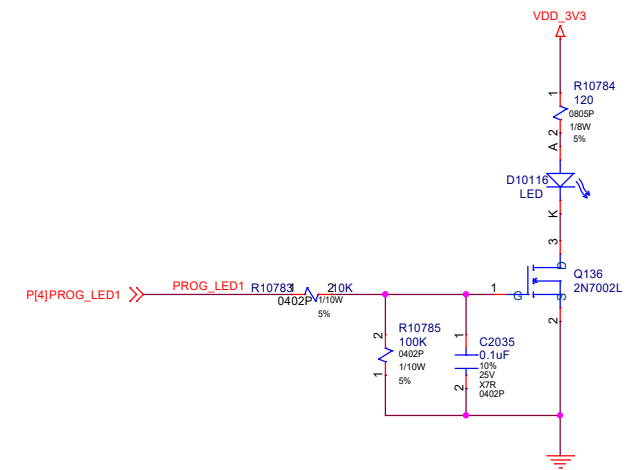 VDD_3V3
1
R10784
120
0805P
1/8W
5%
2
A
D10116
LED
K
3
D
Q136
2N7002L
1
G
S
2
P[4]PROG_LED1
PROG_LED1
R10783
1
2
10K
0402P
1/10W
5%
2
R10785
100K
0402P
1/10W
5%
1
1
C2035
0.1uF
10%
25V
X7R
0402P
2